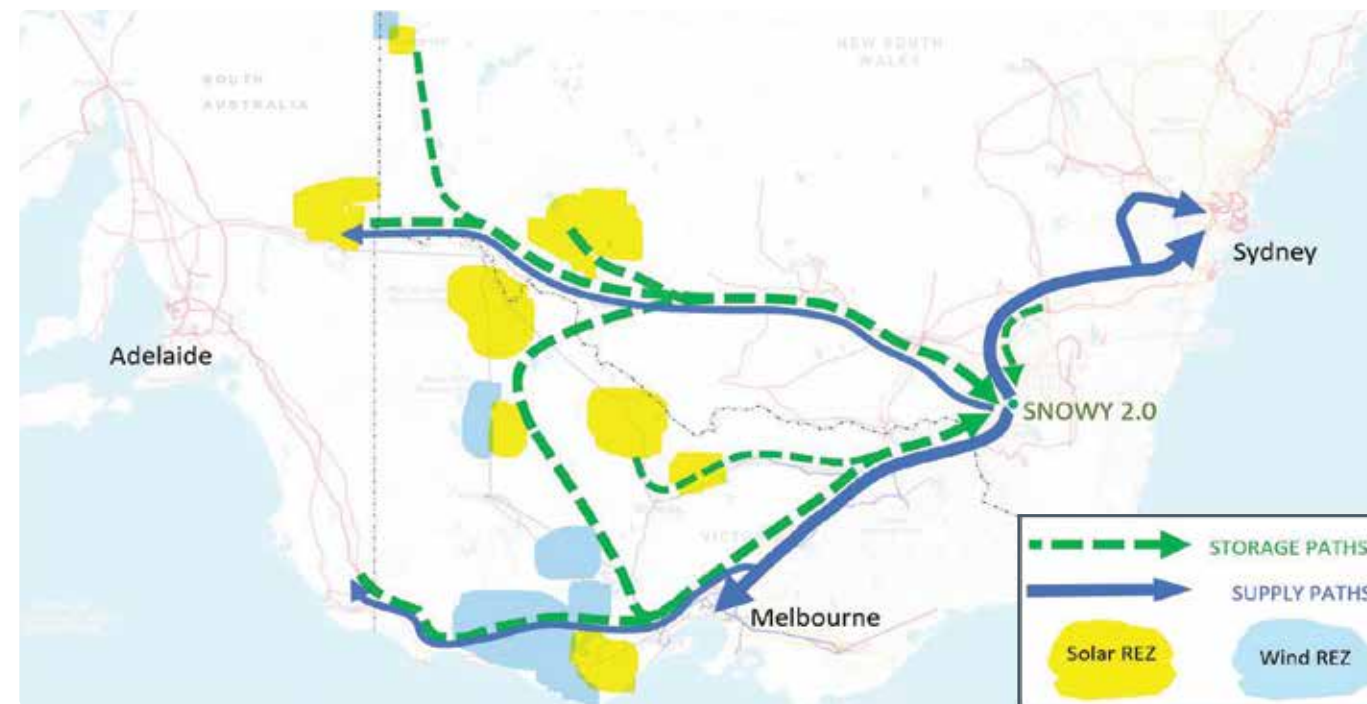 NEW SOUTH
WALES
SOUTH
AUSTRALIA
Sydney
Adelaide
SNOWY 2.0
Melbourne
STORAGE PATHS
SUPPLY PATHS
Solar REZ
Wind REZ